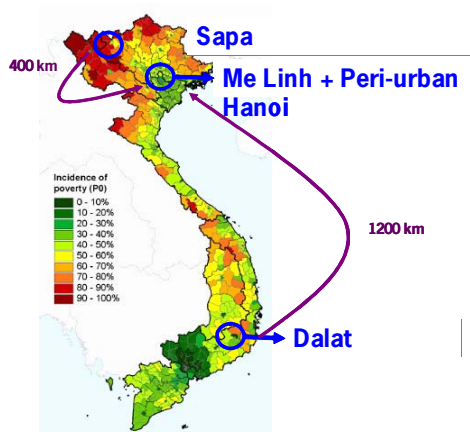 Sapa
400 km
Me Linh + Peri-urban
Hanoi
Incidence of
poverty (P0)
0 - 10%
10 - 20%
20 - 30%
30 - 40%
40 - 50%
50 - 60%
60 - 70%
70 - 80%
80 - 90%
90 - 100%
1200 km
Dalat